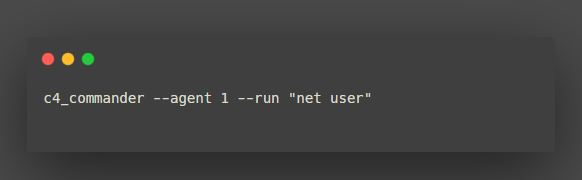 c4_commander --agent 1 --run "net user"